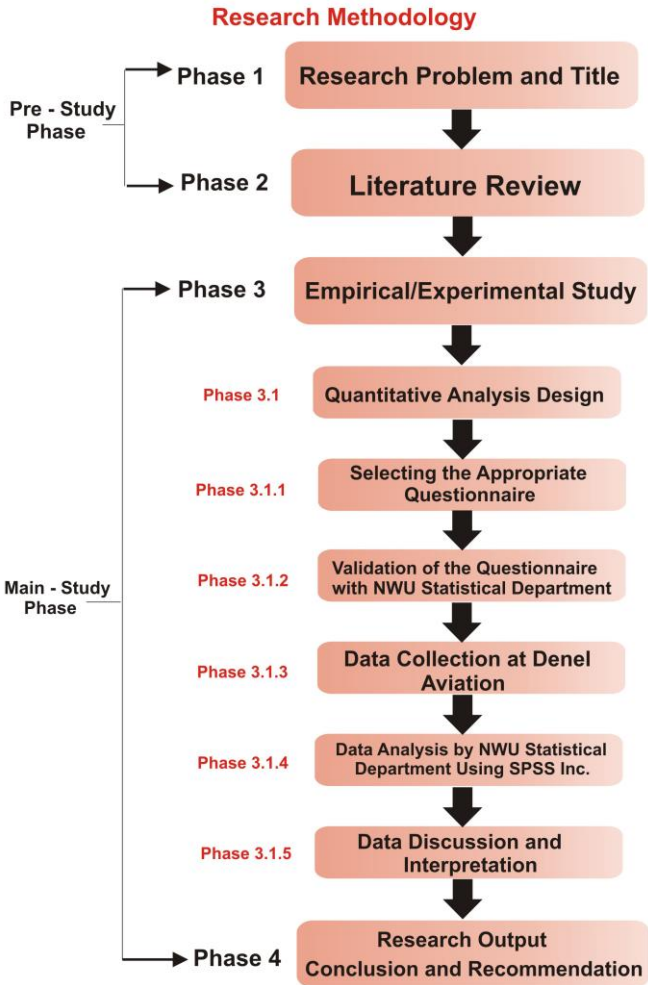 Research Methodology
Phase 1
Research Problem and Title
Pre - Study
Phase
Phase 2
Literature Review
Phase 3
Empirical/Experimental Study
Phase 3.1
Quantitative Analysis Design
Phase 3.1.1
Selecting the Appropriate
Questionnaire
Phase 3.1.2
Validation of the Questionnaire
with NWU Statistical Department
Main - Study
Phase
Phase 3.1.3
Data Collection at Denel
Aviation
Phase 3.1.4
Data Analysis by NWU Statistical
Department Using SPSS Inc.
Phase 3.1.5
Data Discussion and
Interpretation
Phase 4
Research Output
Conclusion and Recommendation